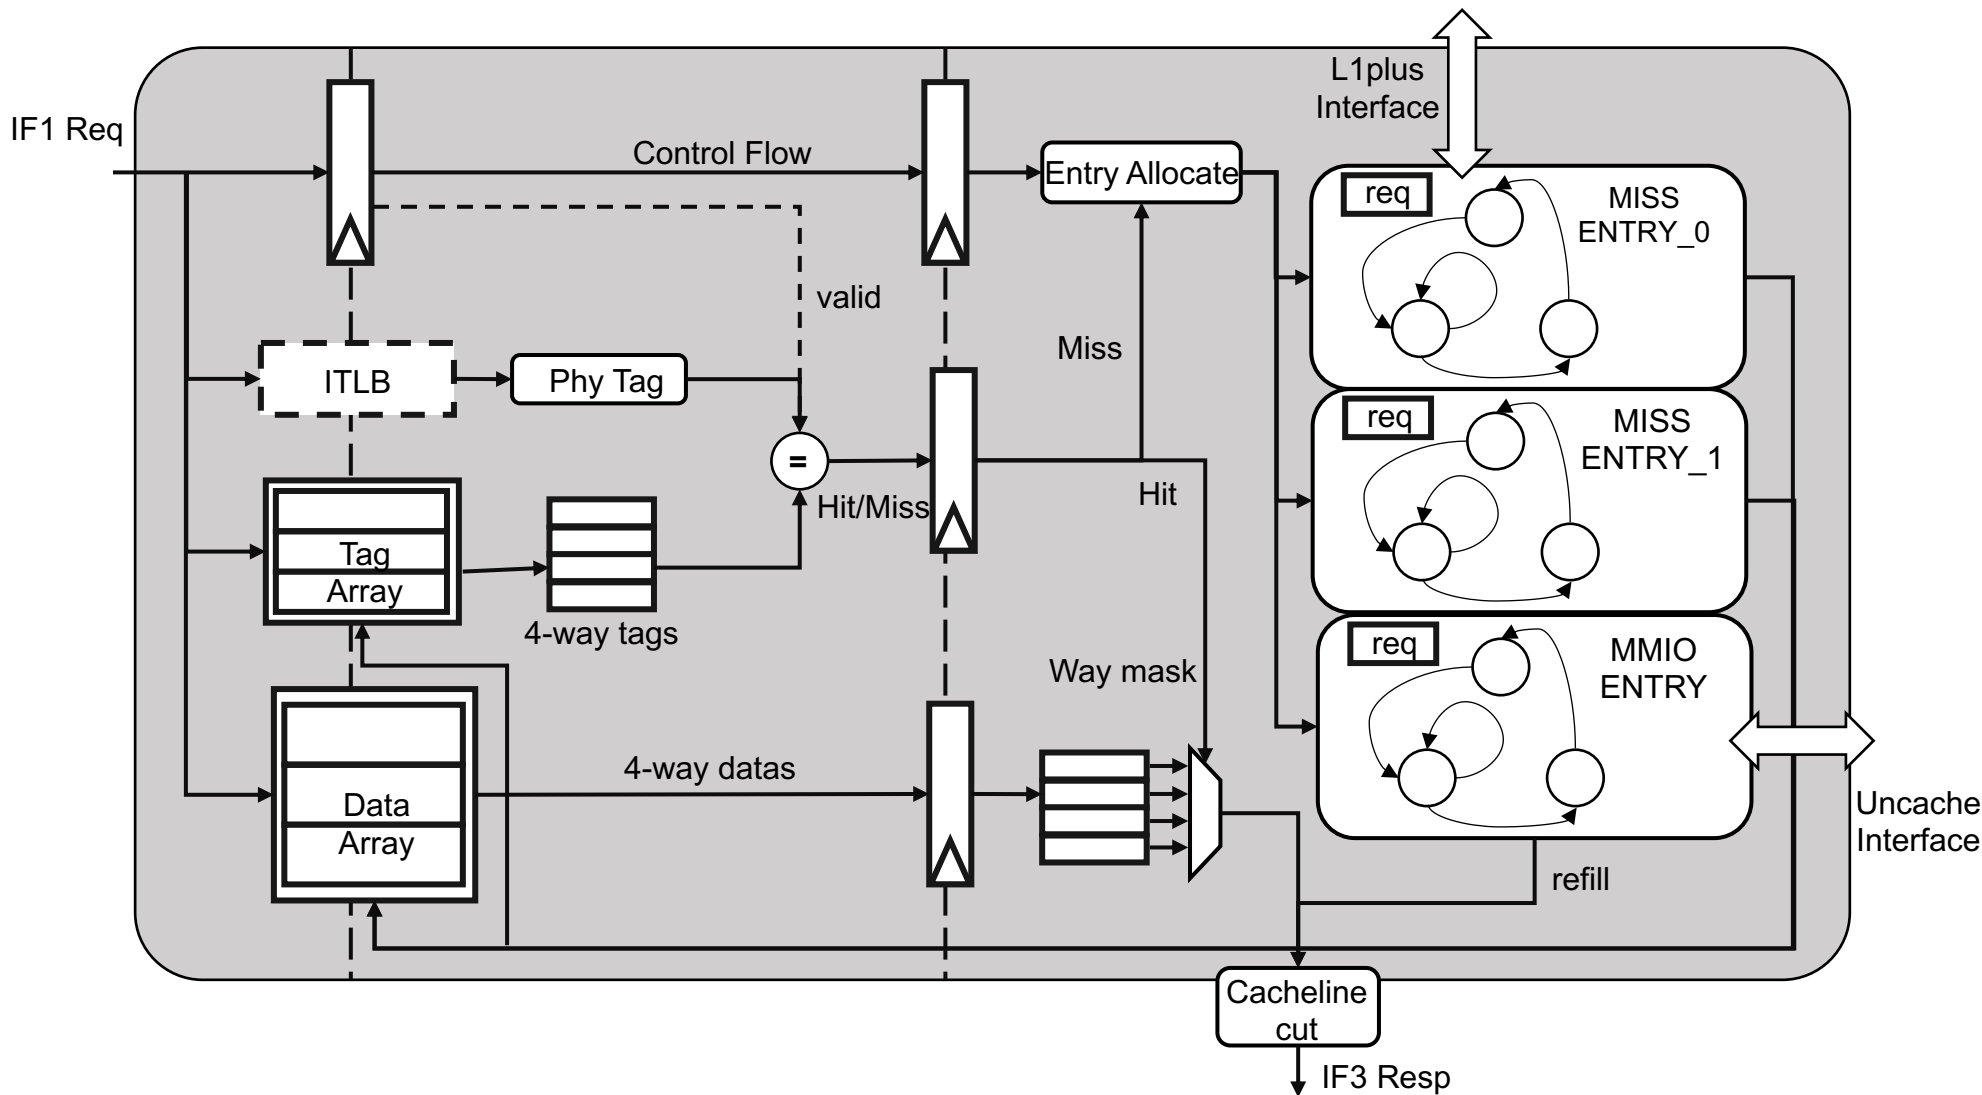 L1plus
Interface
IF1 Req
Control Flow
Entry Allocate
req
MISS
ENTRY_0
valid
Miss
ITLB
Phy Tag
req
MISS
ENTRY_1
=
Hit/Miss
Hit
Tag
Array
4-way tags
req
MMIO
ENTRY
Way mask
4-way datas
Data
Array
Uncache
Interface
refill
Cacheline
cut
IF3 Resp